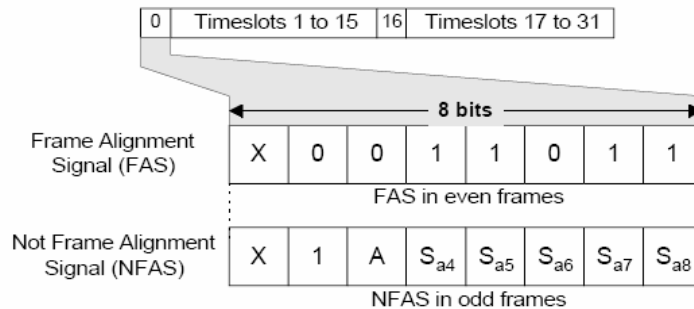 0 Timeslots 1 to 15 16 Timeslots 17 to 31
8 bits
Frame Alignment
Signal (FAS)
X 0 0 1 1 0 1 1
FAS in even frames
Not Frame Alignment
Signal (NFAS)
X 1 A Sa4 Sa5 Sa6 Sa7 Sa8
NFAS in odd frames